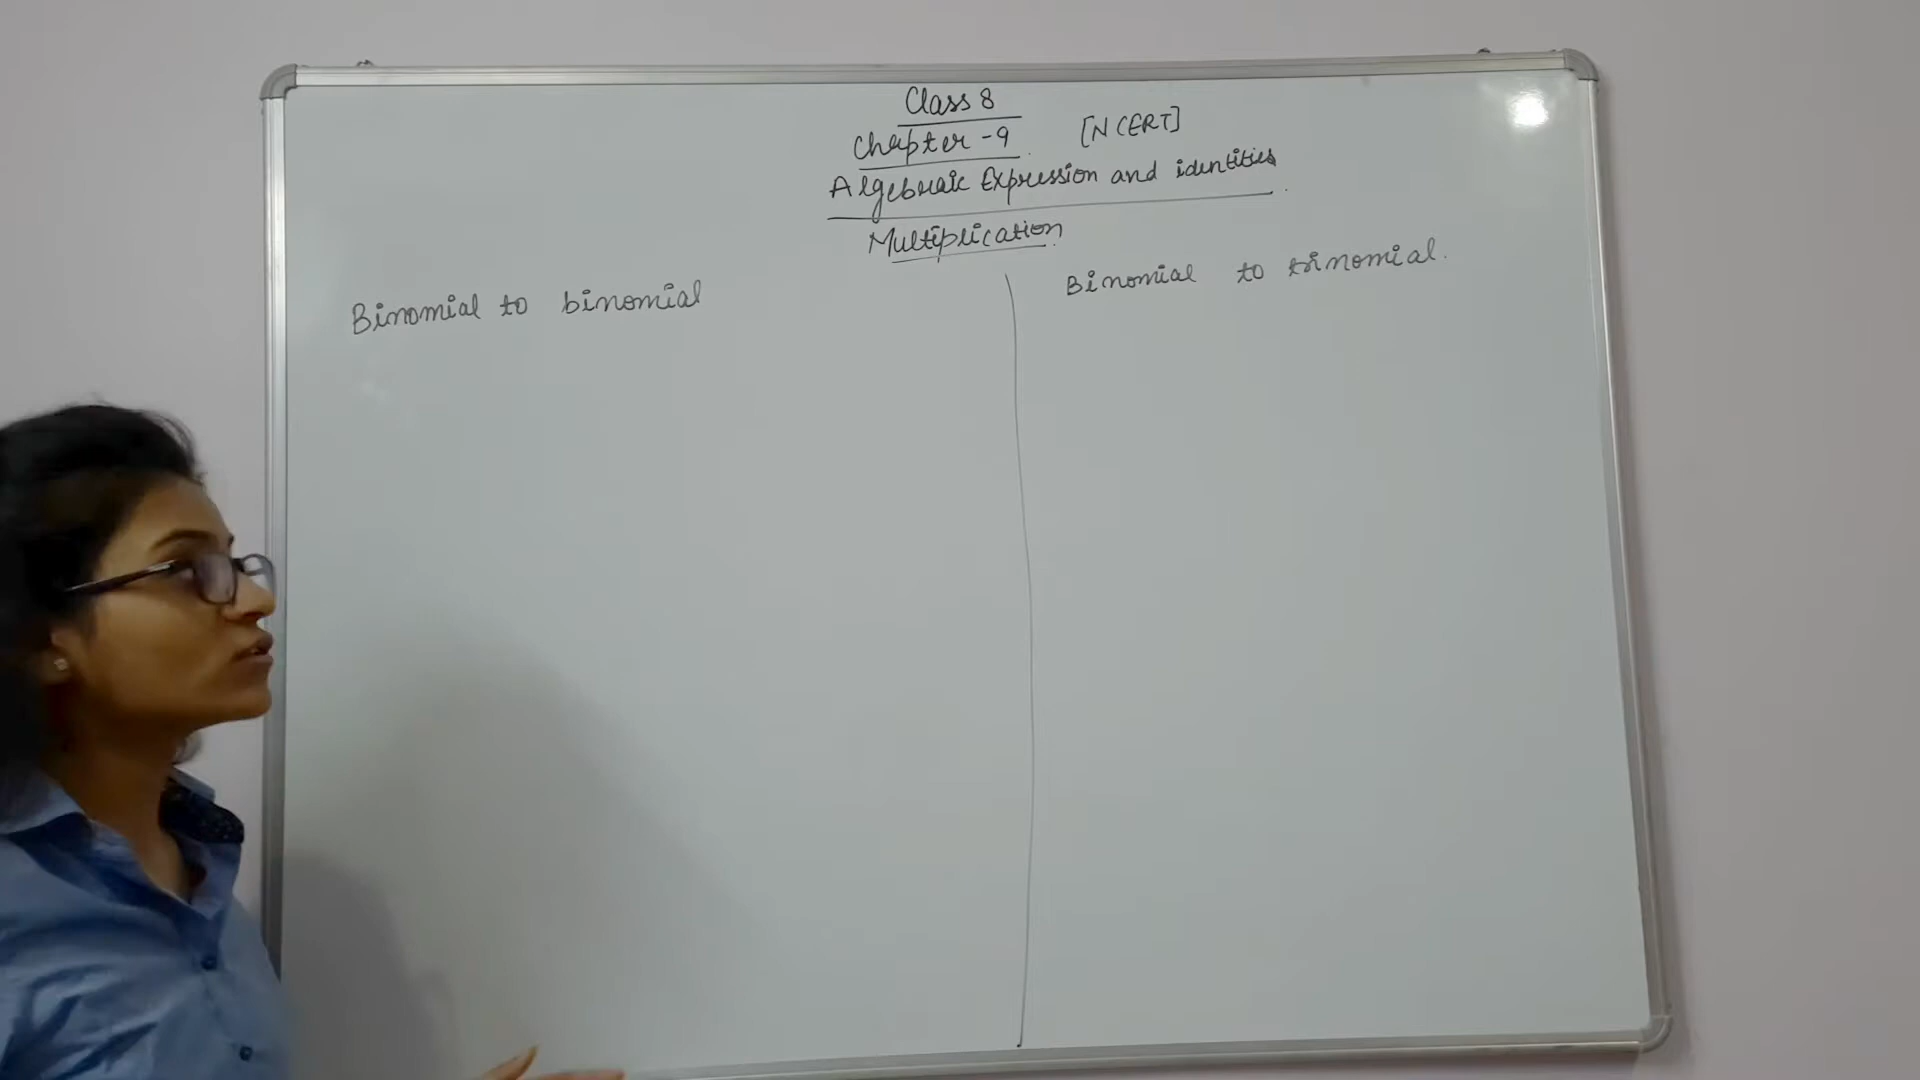 Class 8
Chapter - 9 [NCERT]
Algebraic Expression and identities
Multiplication
Binomial to binomial
Binomial to trinomial.